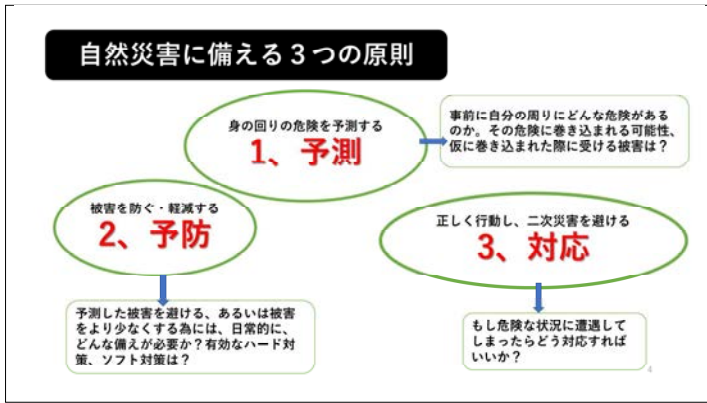 自然災害に備える３つの原則
身の回りの危険を予測する
1、予測
事前に自分の周りにどんな危険がある
のか。その危険に巻き込まれる可能性、
仮に巻き込まれた際に受ける被害は？
被害を防ぐ・軽減する
2、予防
予測した被害を避ける、あるいは被害
をより少なくする為には、日常的に、
どんな備えが必要か？有効なハード対
策、ソフト対策は？
正しく行動し、二次災害を避ける
3、対応
もし危険な状況に遭遇して
しまったらどう対応すれば
いいか？
4